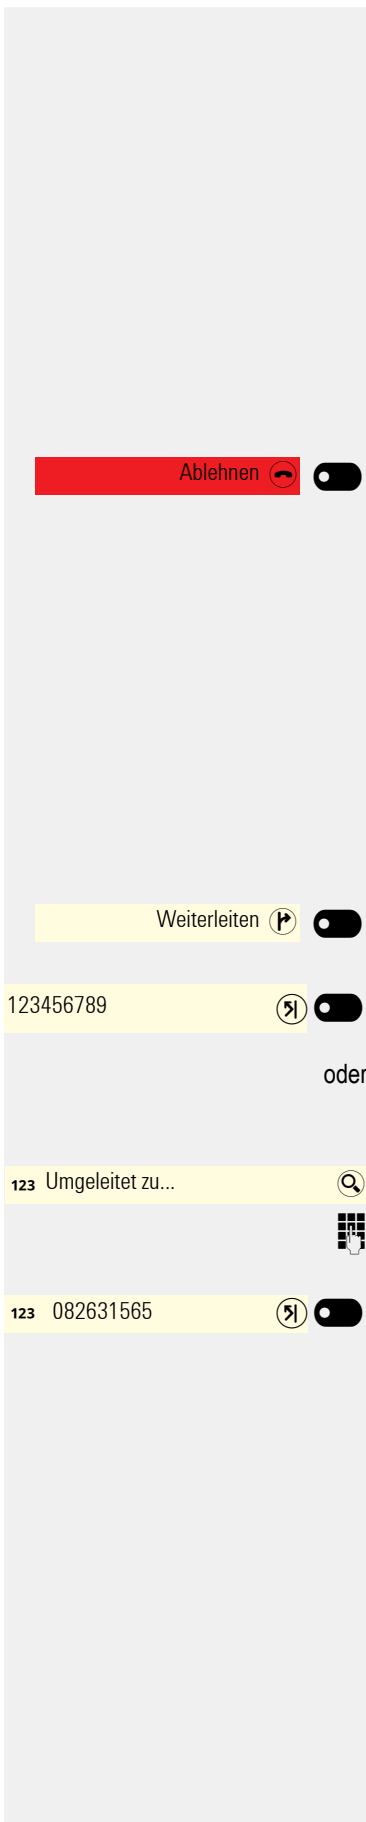 Ablehnen
Weiterleiten
123456789
oder
123 Umgeleitet zu...
123 082631565